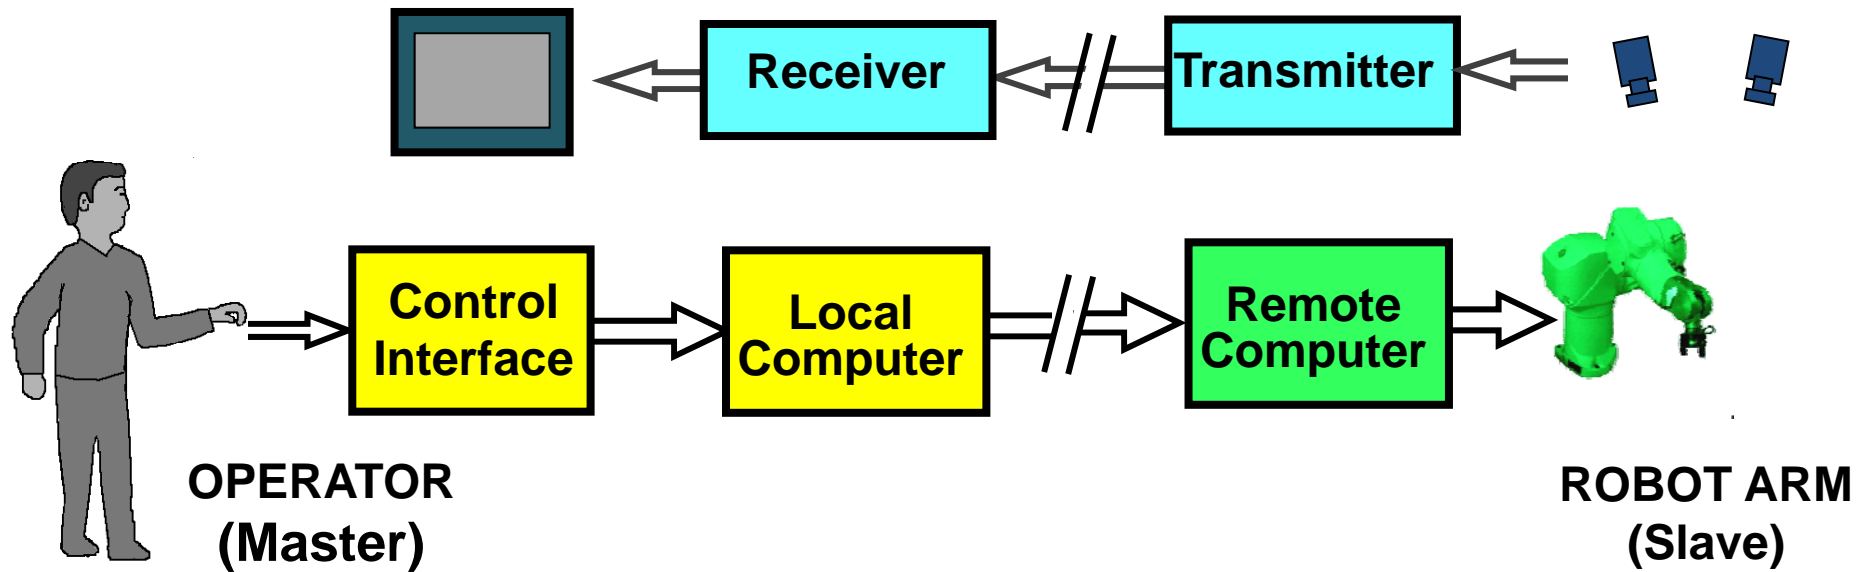 Receiver
Transmitter
Control
Interface
Local
Computer
Remote
Computer
OPERATOR
(Master)
ROBOT ARM
(Slave)